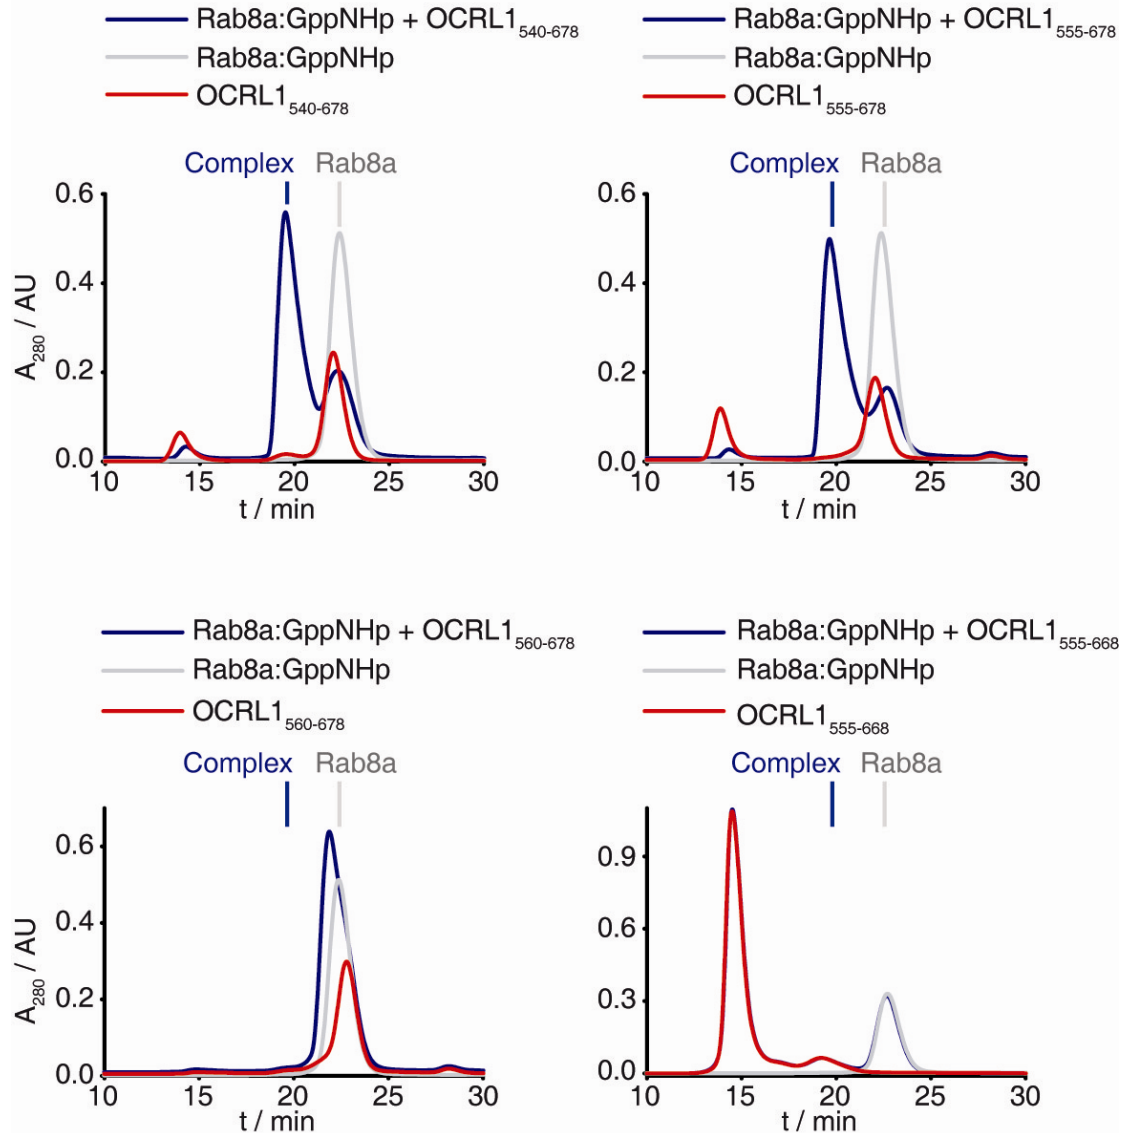 Rab8a:GppNHp + OCRL1540-678
Rab8a:GppNHp
OCRL1540-678
Complex Rab8a
0.6
0.4
0.2
0.0
A280 / AU
10 15 20 25 30
t / min
Rab8a:GppNHp + OCRL1555-678
Rab8a:GppNHp
OCRL1555-678
Complex Rab8a
0.6
0.4
0.2
0.0
10 15 20 25 30
t / min
Rab8a:GppNHp + OCRL1560-678
Rab8a:GppNHp
OCRL1560-678
Complex Rab8a
0.6
0.4
0.2
0.0
A280 / AU
10 15 20 25 30
t / min
Rab8a:GppNHp + OCRL1555-668
Rab8a:GppNHp
OCRL1555-668
Complex Rab8a
0.9
0.6
0.3
0.0
10 15 20 25 30
t / min